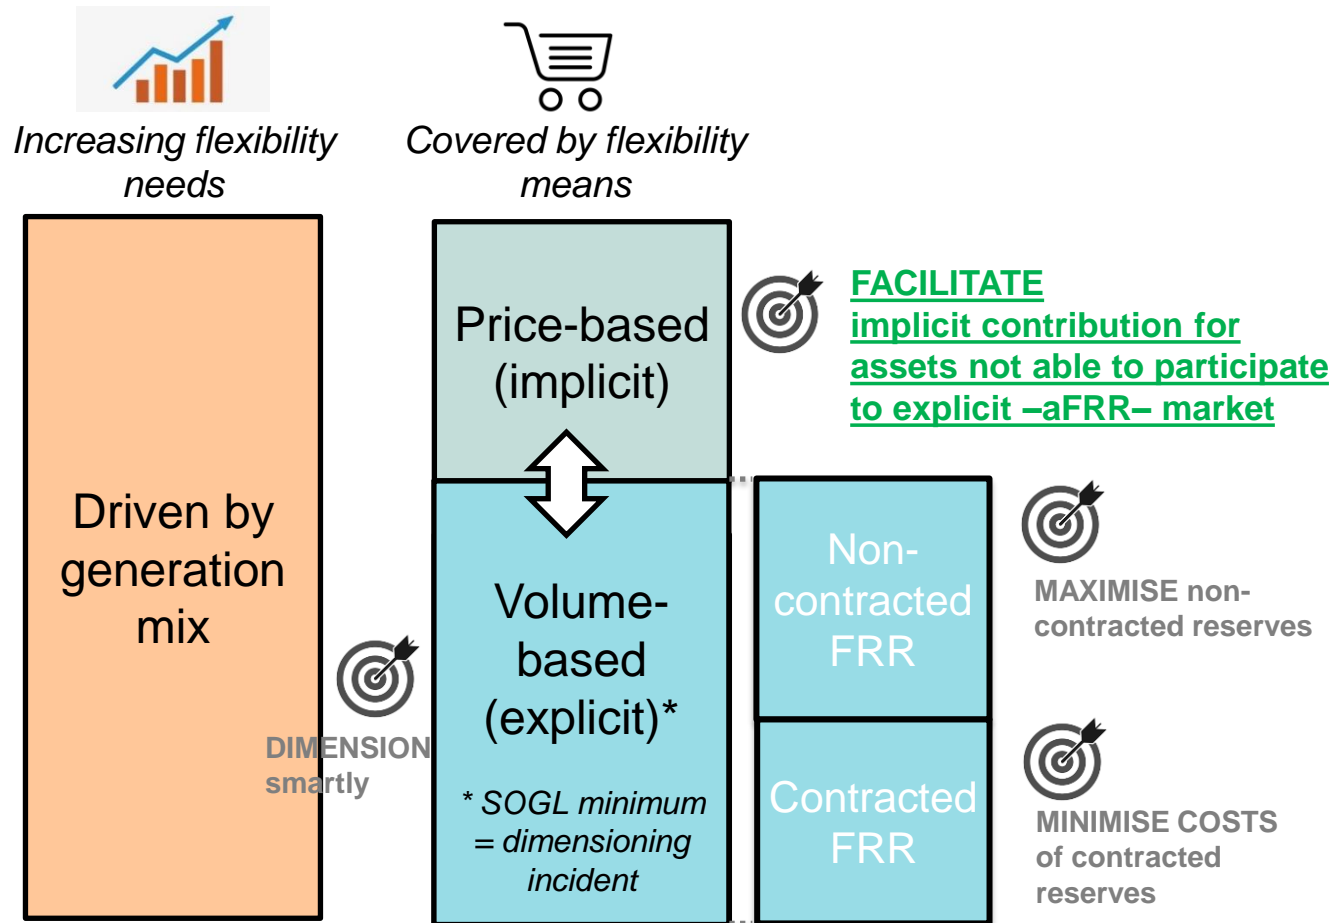 Increasing flexibility
needs
Covered by flexibility
means
Driven by
generation
mix
DIMENSION
smartly
Price-based
(implicit)
Volume-
based
(explicit)*
* SOGL minimum
= dimensioning
incident
FACILITATE
implicit contribution for
assets not able to participate
to explicit –aFRR– market
Non-
contracted
FRR
MAXIMISE non-
contracted reserves
Contracted
FRR
MINIMISE COSTS
of contracted
reserves